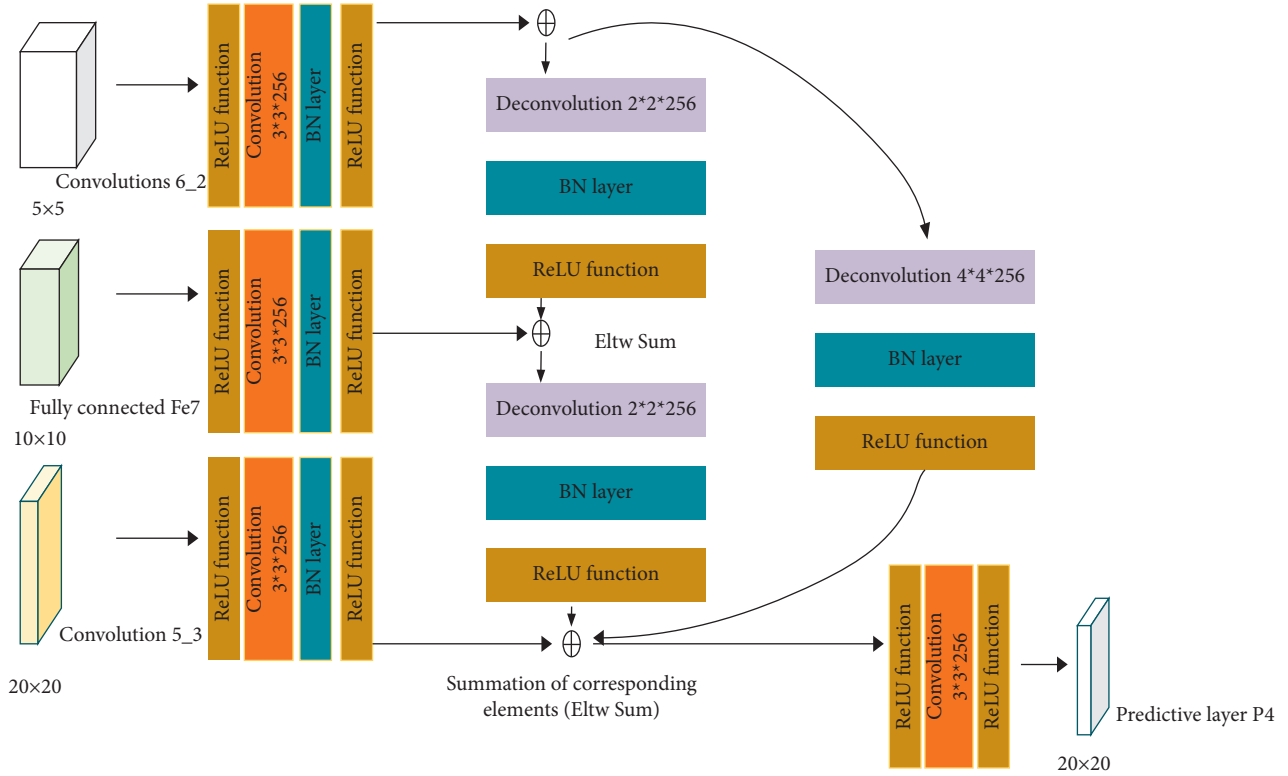 ReLU function
Convolution
3*3*256
BN layer
ReLU function
Convolutions 6_2
5×5
Deconvolution 2*2*256
BN layer
ReLU function
Eltw Sum
Deconvolution 4*4*256
BN layer
ReLU function
ReLU function
Convolution
3*3*256
BN layer
ReLU function
Fully connected Fe7
10×10
Deconvolution 2*2*256
BN layer
ReLU function
ReLU function
Convolution
3*3*256
BN layer
ReLU function
Convolution 5_3
20×20
Summation of corresponding
elements (Eltw Sum)
ReLU function
Convolution
3*3*256
ReLU function
Predictive layer P4
20×20